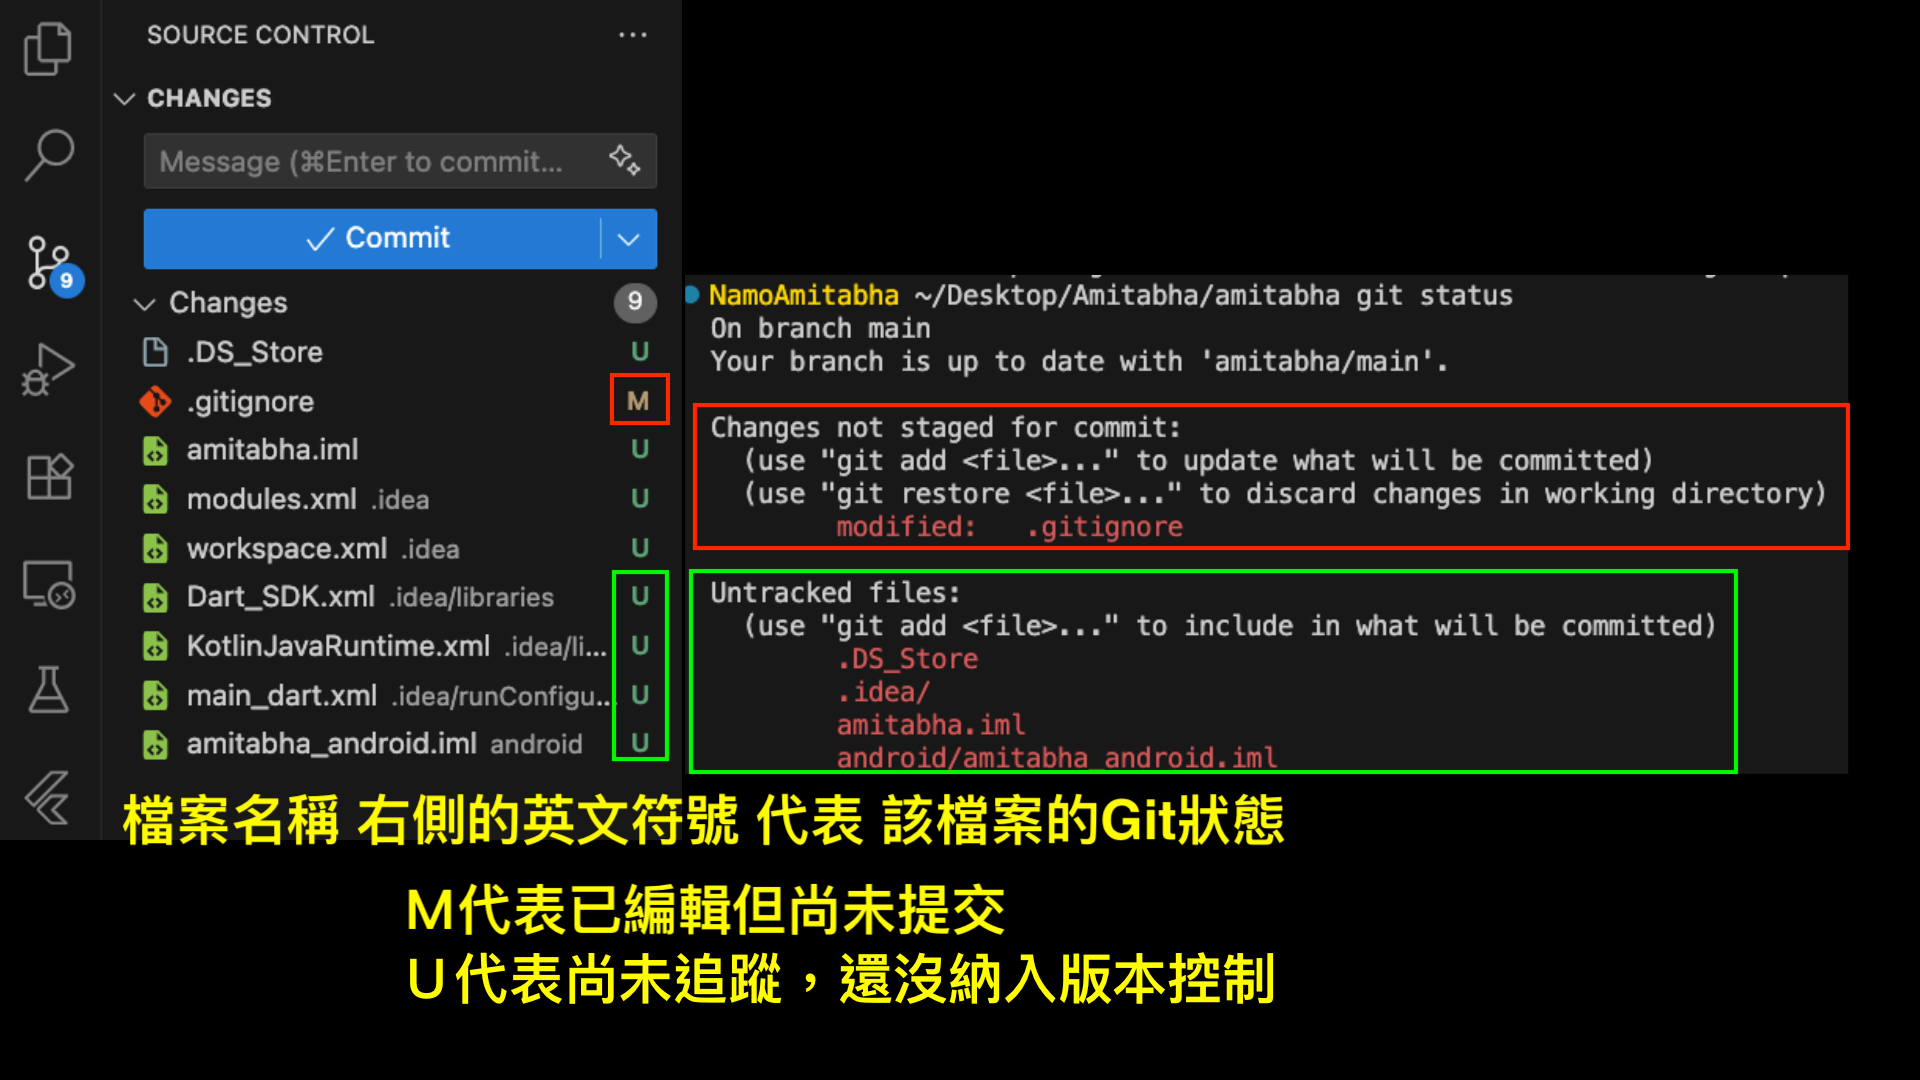 SOURCE CONTROL
CHANGES
Message (⌘Enter to commit...
Commit
9
Changes 9
.DS_Store U
.gitignore M
amitabha.iml U
modules.xml .idea U
workspace.xml .idea U
Dart_SDK.xml .idea/libraries U
KotlinJavaRuntime.xml .idea/li... U
main_dart.xml .idea/runConfigu... U
amitabha_android.iml android U
NamoAmitabha ~/Desktop/Amitabha/amitabha git status
On branch main
Your branch is up to date with 'amitabha/main'.
Changes not staged for commit:
(use "git add <file>..." to update what will be committed)
(use "git restore <file>..." to discard changes in working directory)
modified: .gitignore
Untracked files:
(use "git add <file>..." to include in what will be committed)
.DS_Store
.idea/
amitabha.iml
android/amitabha_android.iml
檔案名稱 右側的英文符號 代表 該檔案的Git狀態
M代表已編輯但尚未提交
U代表尚未追蹤，還沒納入版本控制